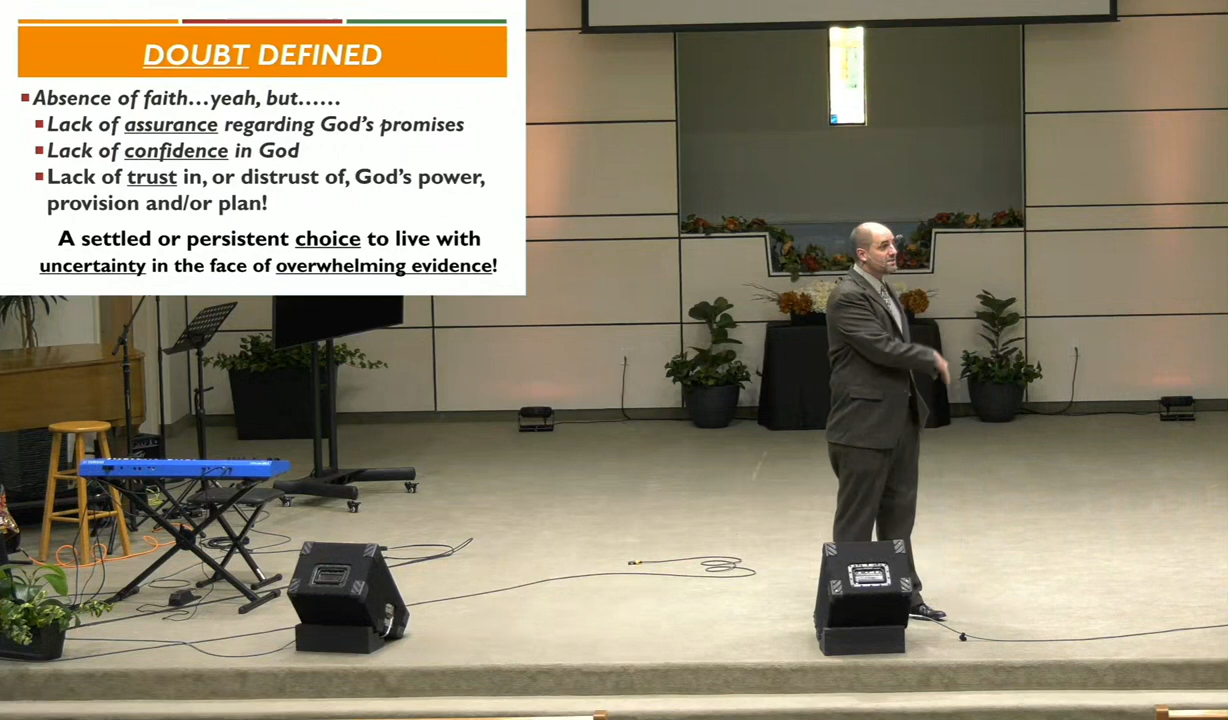 DOUBT DEFINED
Absence of faith...yeah, but......
Lack of assurance regarding God's promises
Lack of confidence in God
Lack of trust in, or distrust of, God's power,
provision and/or plan!
A settled or persistent choice to live with
uncertainty in the face of overwhelming evidence!